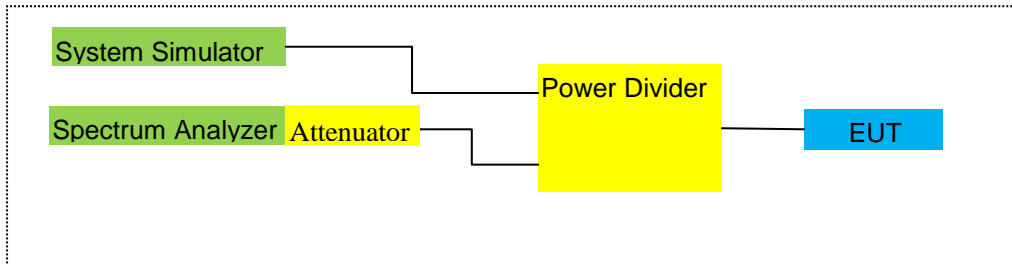 System Simulator
Power Divider
Spectrum Analyzer Attenuator
EUT